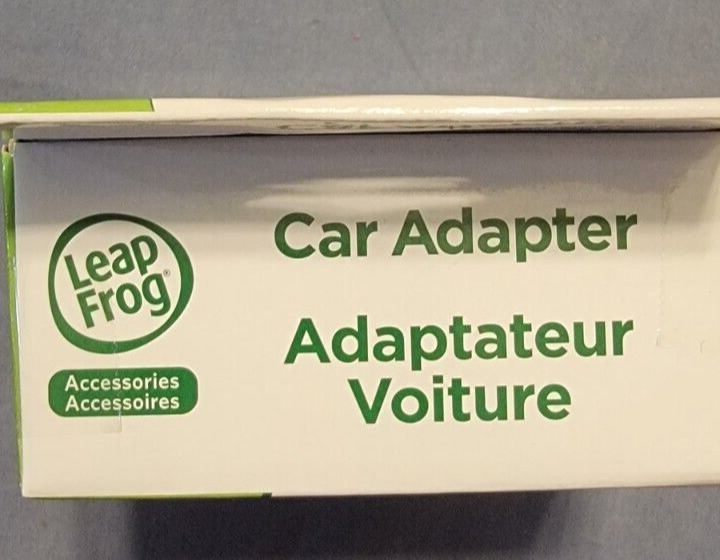 Leap
Frog®
Accessories
Accessoires
Car Adapter
Adaptateur
Voiture